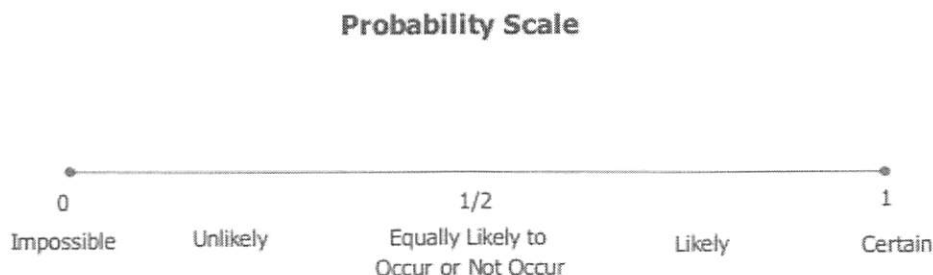 Probability Scale
0 1/2 1
Impossible Unlikely Equally Likely to Likely Certain
Occur or Not Occur